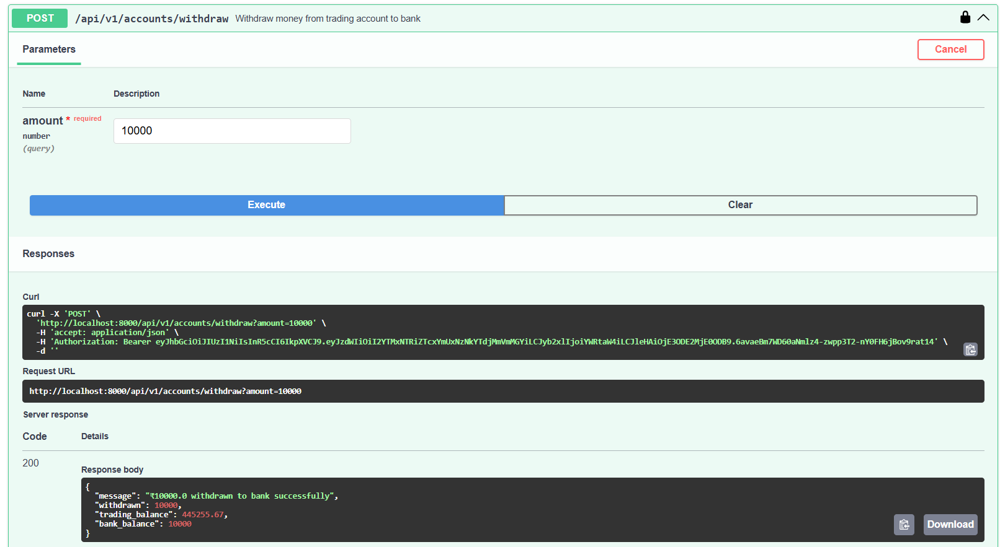 POST /api/v1/accounts/withdraw Withdraw money from trading account to bank
Parameters
Cancel
Name Description
amount * required
number
(query)
10000
Execute
Clear
Responses
Curl
curl -X 'POST' \
  'http://localhost:8000/api/v1/accounts/withdraw?amount=10000' \
  -H 'accept: application/json' \
  -H 'Authorization: Bearer eyJhbGciOiJIUzI1NiIsInR5cCI6IkpXVCJ9.eyJzdWIiOiI2YTMxNTRiZTcxYmUxNzNkYTdjMmVmMGYiLCJyb2xlIjoiYWRtaW4iLCJleHAiOjE3ODE2MjE0ODB9.6avaeBm7WD60aNmlz4-zwpp3T2-nY0FH6jBov9rat14' \
  -d ''
Request URL
http://localhost:8000/api/v1/accounts/withdraw?amount=10000
Server response
Code Details
200
Response body
{
  "message": "₹10000.0 withdrawn to bank successfully",
  "withdrawn": 10000,
  "trading_balance": 445255.67,
  "bank_balance": 10000
}
Download